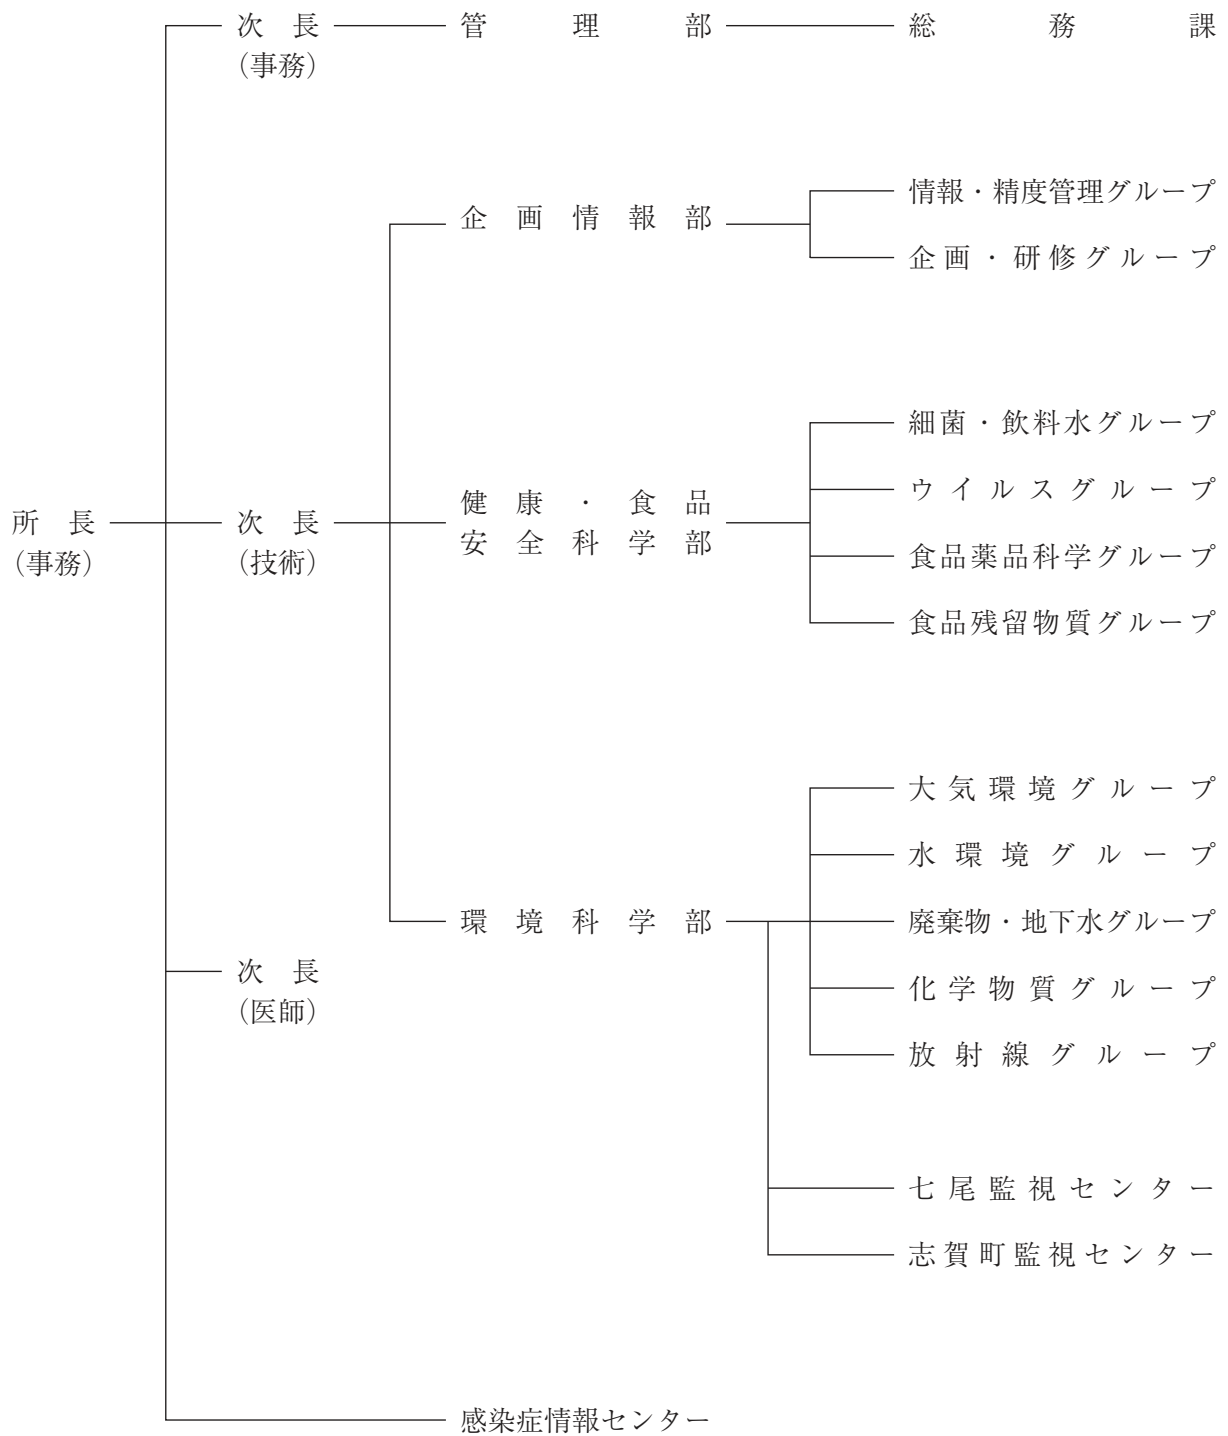 次長 管理部 総務課
(事務)
情報・精度管理グループ
企画情報部
企画・研修グループ
細菌・飲料水グループ
ウイルスグループ
健康・食品
所長 次長
安全科学部
(事務) (技術)
食品薬品科学グループ
食品残留物質グループ
大気環境グループ
水環境グループ
環境科学部 廃棄物・地下水グループ
次長
(医師)
化学物質グループ
放射線グループ
七尾監視センター
志賀町監視センター
感染症情報センター